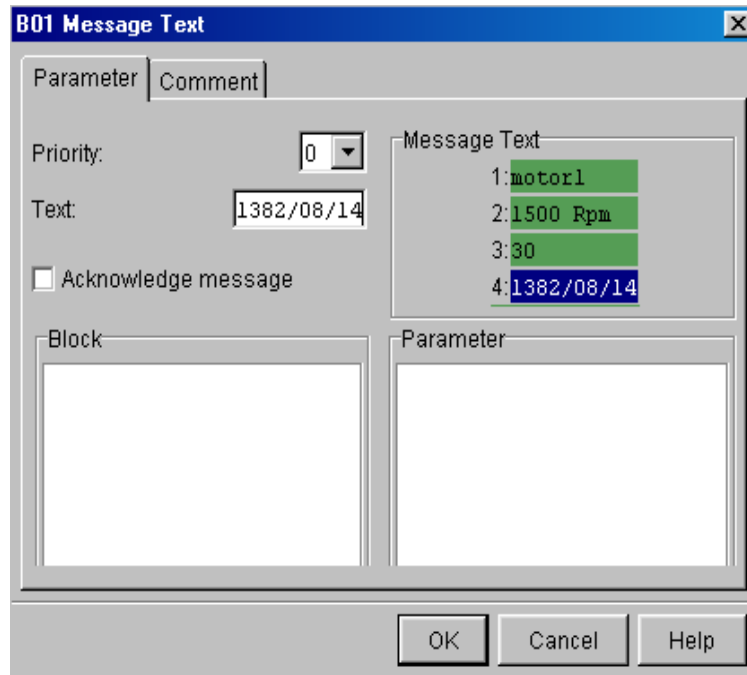 B01 Message Text
Parameter
Comment
Priority:
0
Text:
1382/08/14
Acknowledge message
Message Text
1:motor1
2:1500 Rpm
3:30
4:1382/08/14
Block
Parameter
OK
Cancel
Help